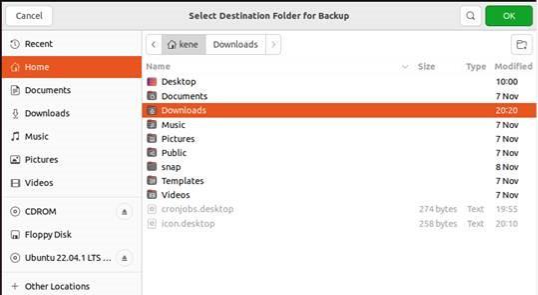 Cancel Select Destination Folder for Backup OK
Recent
Home
Documents
Downloads
Music
Pictures
Videos
CDROM
Floppy Disk
Ubuntu 22.04.1 LTS ...
Other Locations
kene Downloads
Name Size Type Modified
Desktop 10:00
Documents 7 Nov
Downloads 20:20
Music 7 Nov
Pictures 7 Nov
Public 7 Nov
snap 8 Nov
Templates 7 Nov
Videos 7 Nov
cronjobs.desktop 274 bytes Text 19:55
icon.desktop 258 bytes Text 20:10